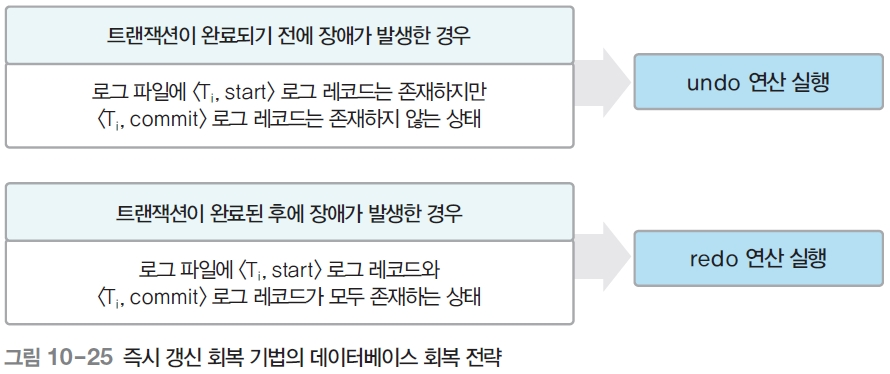 트랜잭션이 완료되기 전에 장애가 발생한 경우
로그 파일에 〈Ti, start〉 로그 레코드는 존재하지만
〈Ti, commit〉 로그 레코드는 존재하지 않는 상태
undo 연산 실행
트랜잭션이 완료된 후에 장애가 발생한 경우
로그 파일에 〈Ti, start〉 로그 레코드와
〈Ti, commit〉 로그 레코드가 모두 존재하는 상태
redo 연산 실행
그림 10-25 즉시 갱신 회복 기법의 데이터베이스 회복 전략